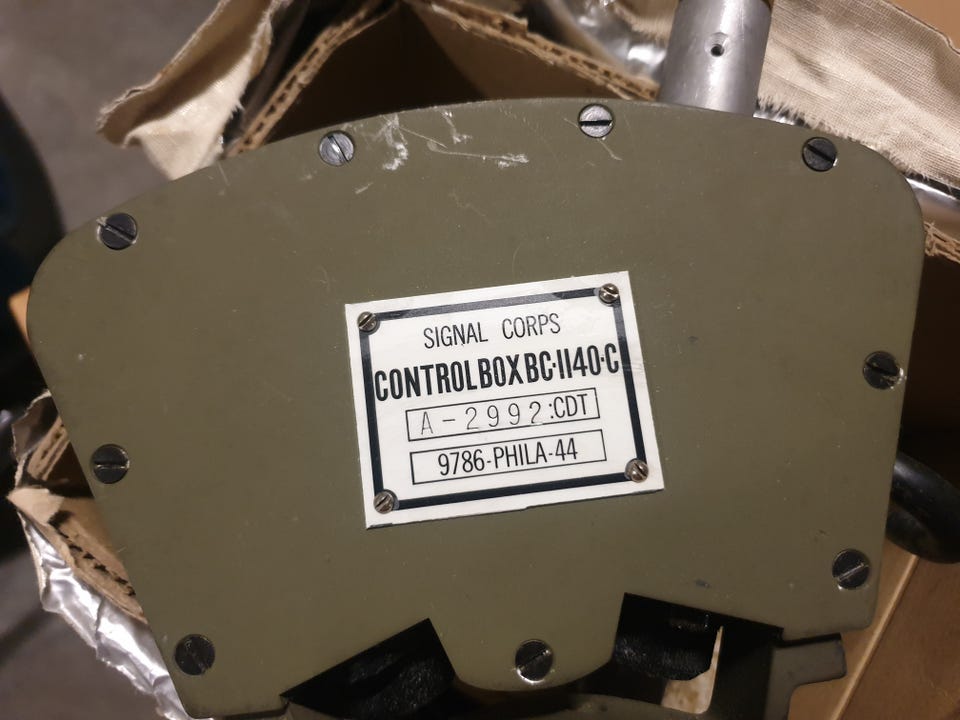 SIGNAL CORPS
CONTROL BOX BC-1140-C
A-2992:CDT
9786-PHILA-44